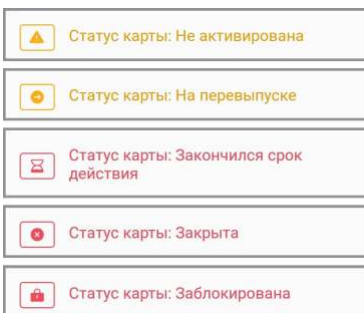 Статус карты: Не активирована
Статус карты: На перевыпуске
Статус карты: Закончился срок
действия
Статус карты: Закрыта
Статус карты: Заблокирована